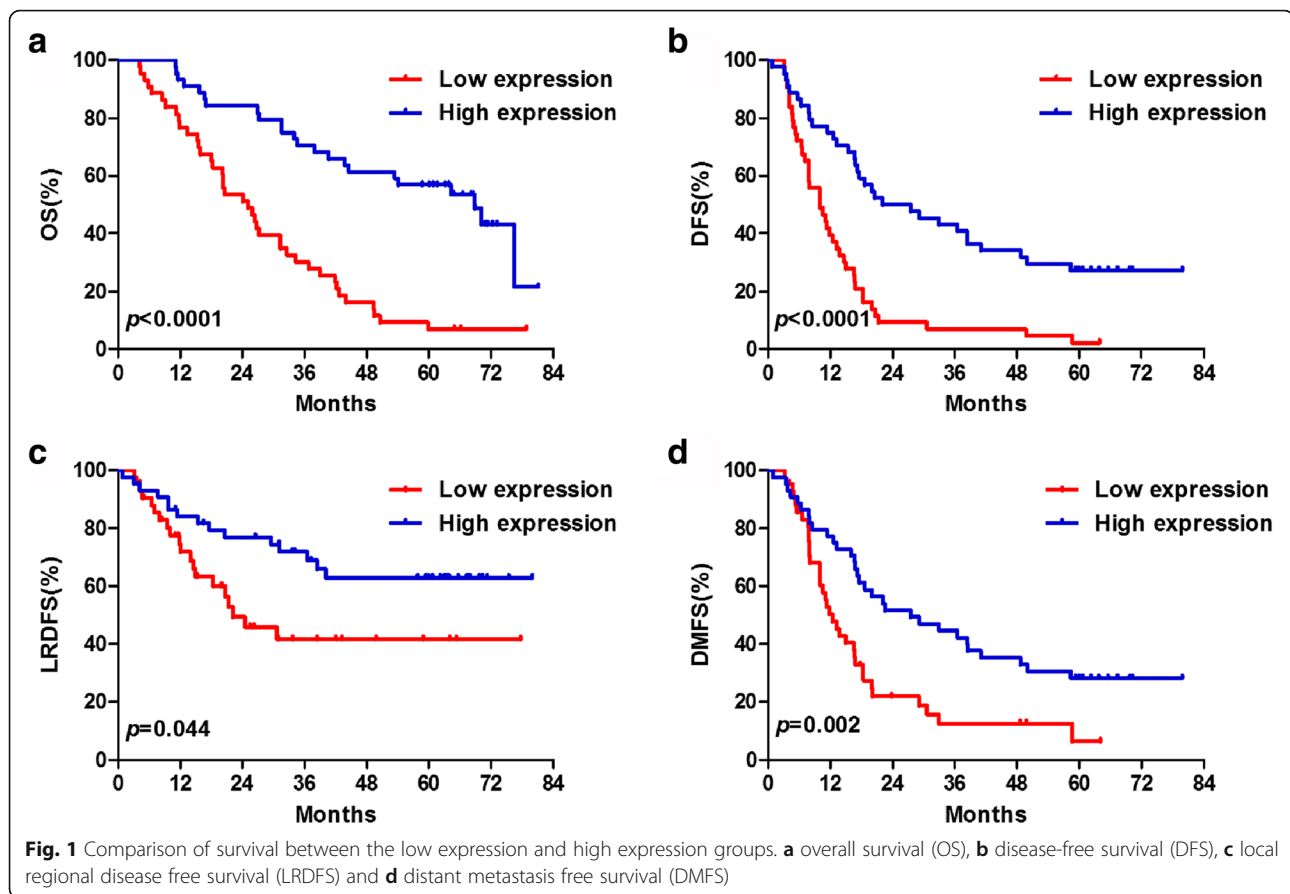 a
OS(%)
100
80
60
40
20
0
Low expression
High expression
p<0.0001
0 12 24 36 48 60 72 84
Months
b
DFS(%)
100
80
60
40
20
0
Low expression
High expression
p<0.0001
0 12 24 36 48 60 72 84
Months
c
LRDFS(%)
100
80
60
40
20
0
Low expression
High expression
p=0.044
0 12 24 36 48 60 72 84
Months
d
DMFS(%)
100
80
60
40
20
0
Low expression
High expression
p=0.002
0 12 24 36 48 60 72 84
Months
Fig. 1 Comparison of survival between the low expression and high expression groups. a overall survival (OS), b disease-free survival (DFS), c local
regional disease free survival (LRDFS) and d distant metastasis free survival (DMFS)